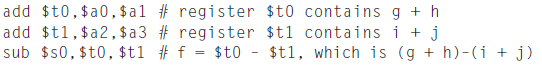 add $t0,$a0,$a1 # register $t0 contains g + h
add $t1,$a2,$a3 # register $t1 contains i + j
sub $s0,$t0,$t1 # f = $t0 - $t1, which is (g + h)-(i + j)